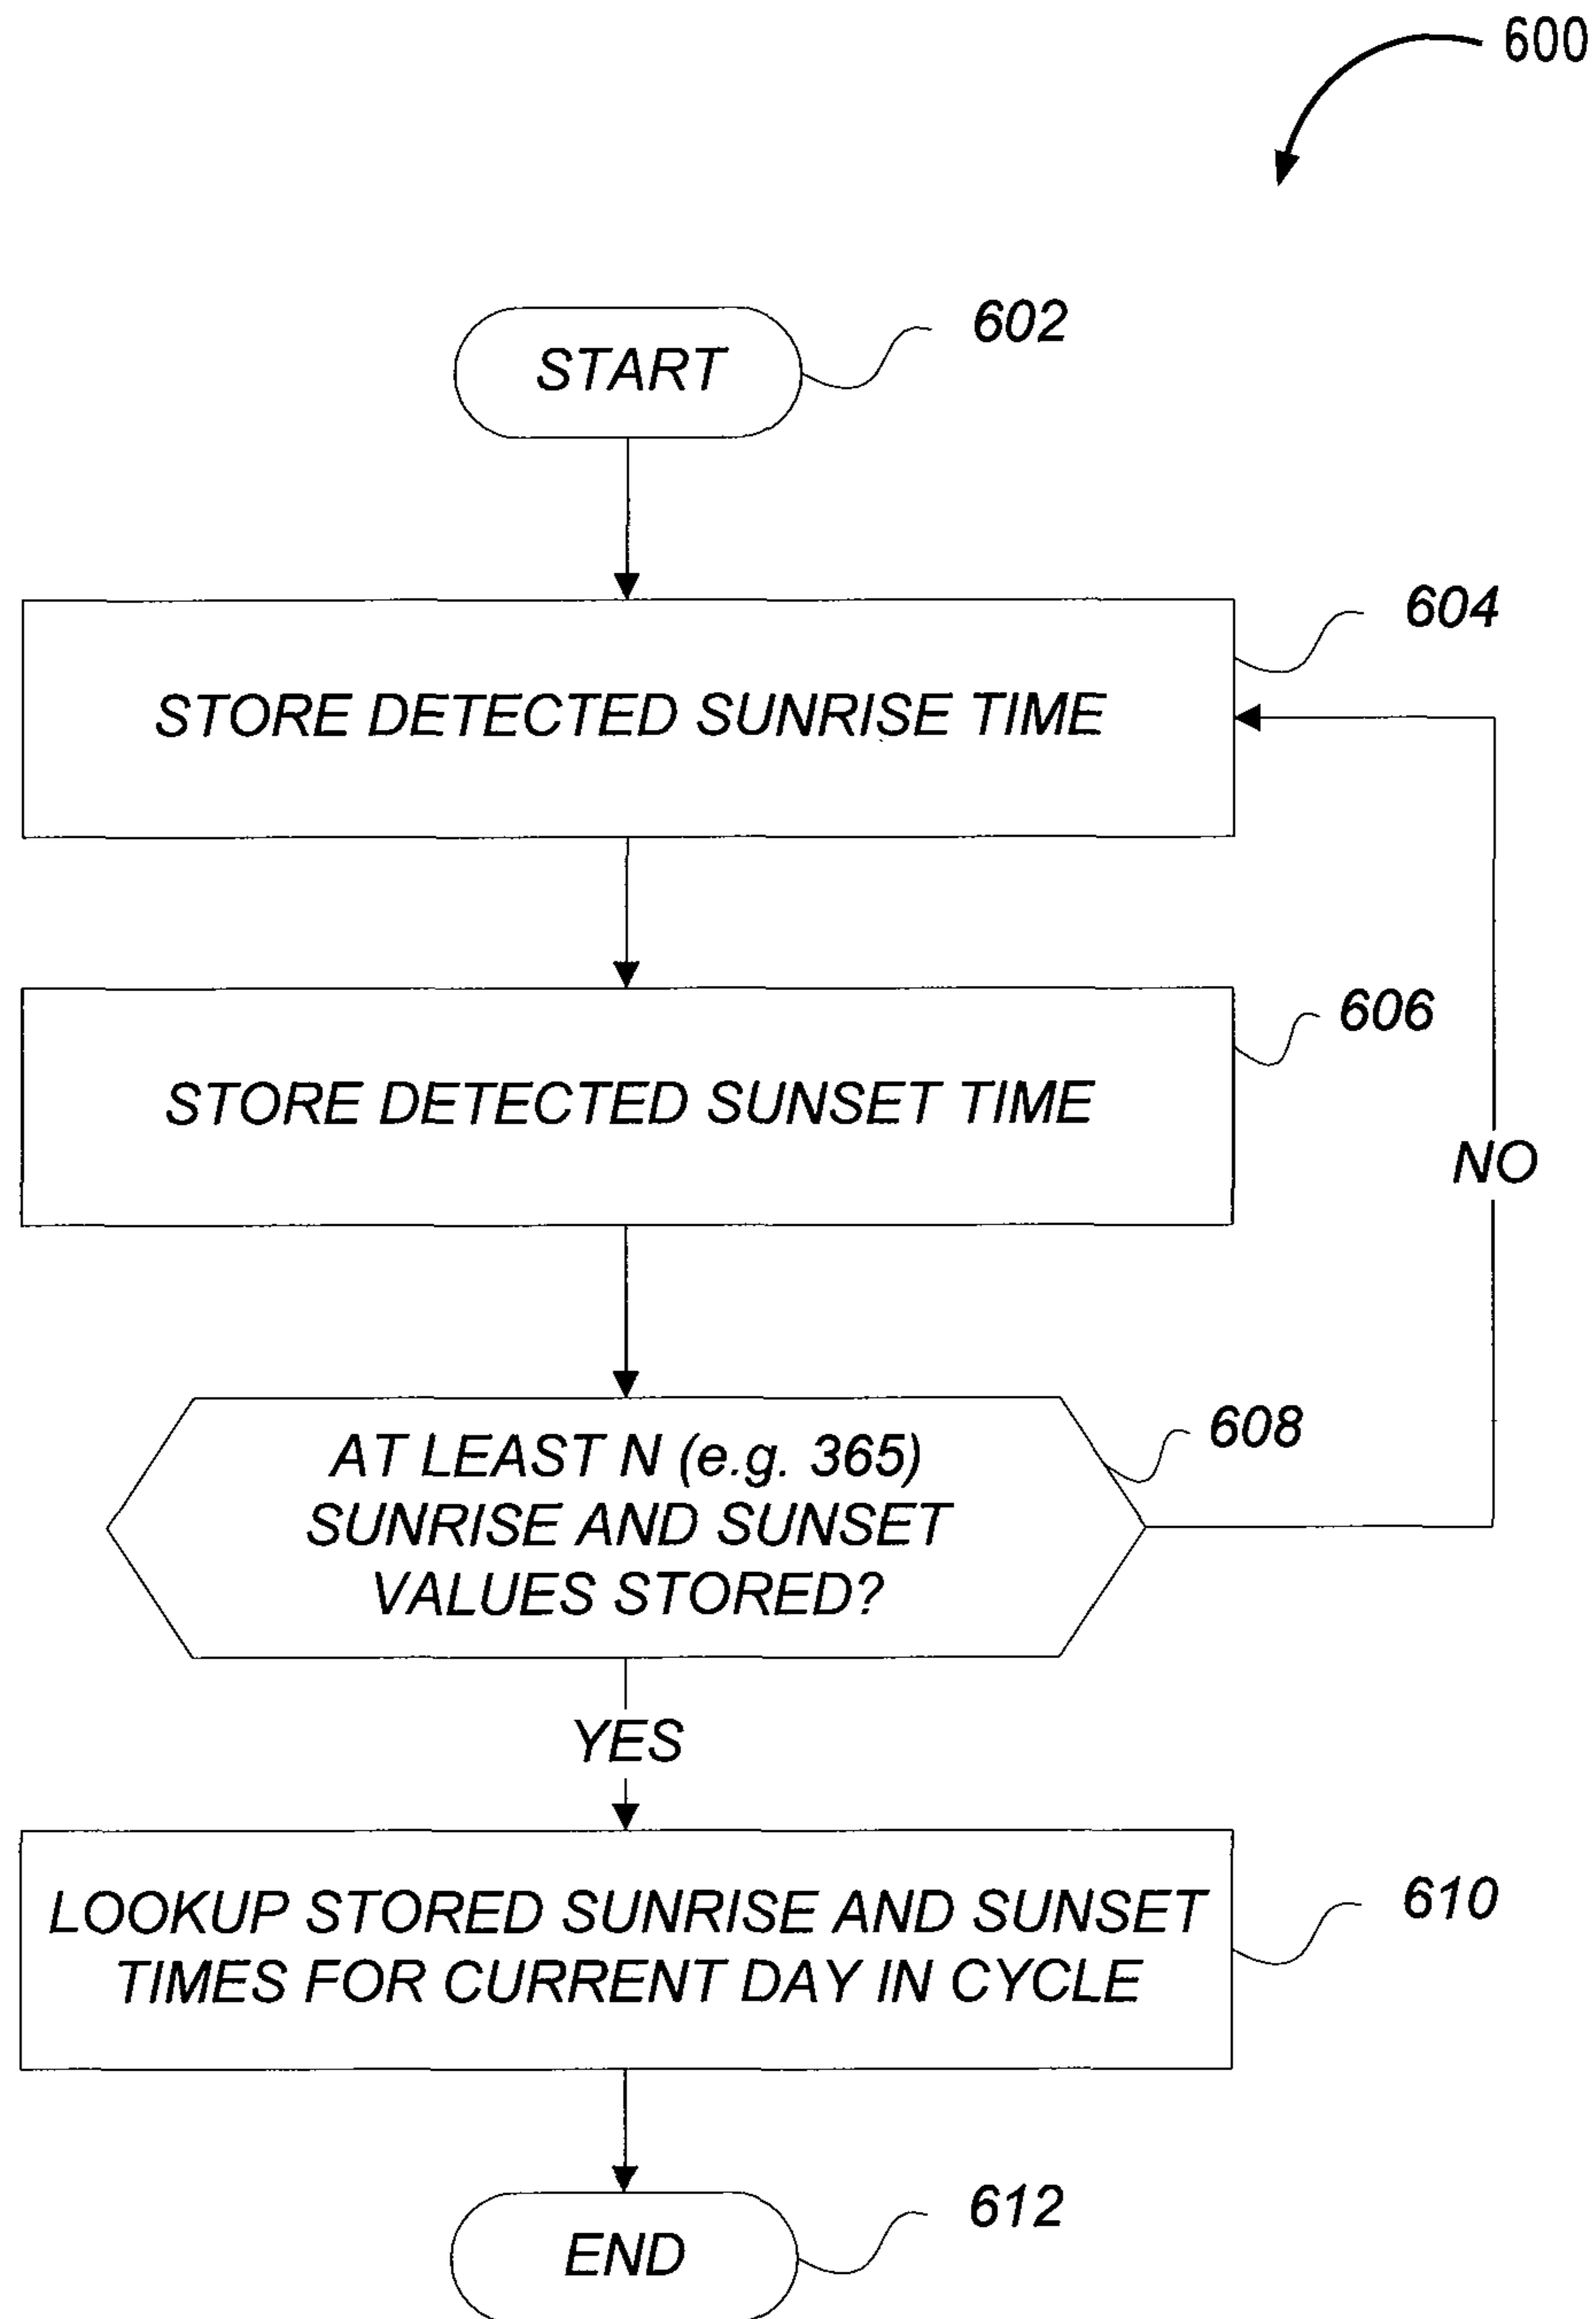 600
START
602
604
STORE DETECTED SUNRISE TIME
606
STORE DETECTED SUNSET TIME
NO
608
AT LEAST N (e.g. 365)
SUNRISE AND SUNSET
VALUES STORED?
YES
LOOKUP STORED SUNRISE AND SUNSET
TIMES FOR CURRENT DAY IN CYCLE
610
612
END